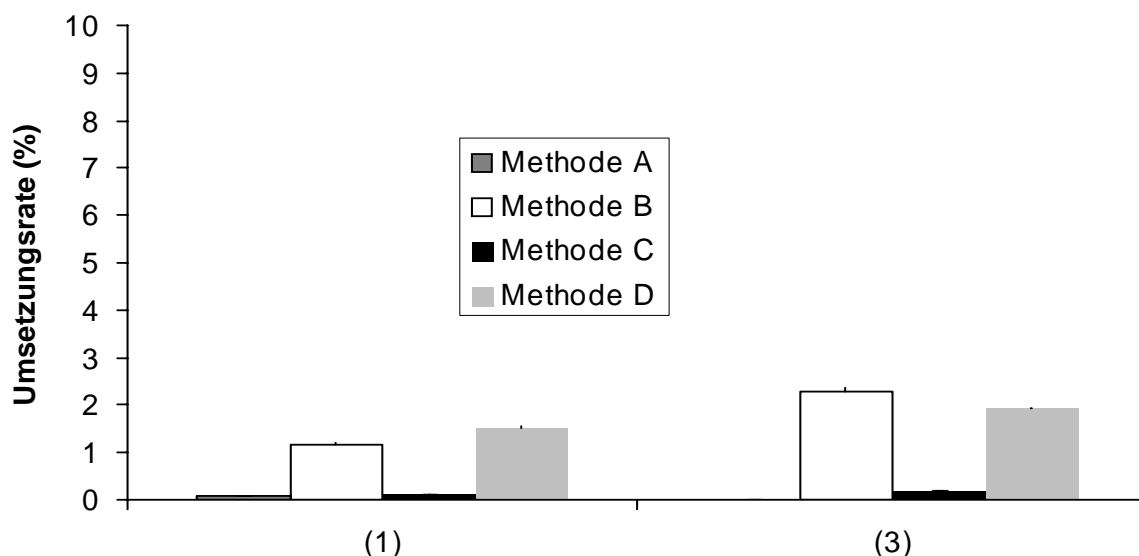 10
9
8
7
6
5
4
3
2
1
0
Umsetzungsrate (%)
Methode A
Methode B
Methode C
Methode D
(1)
(3)